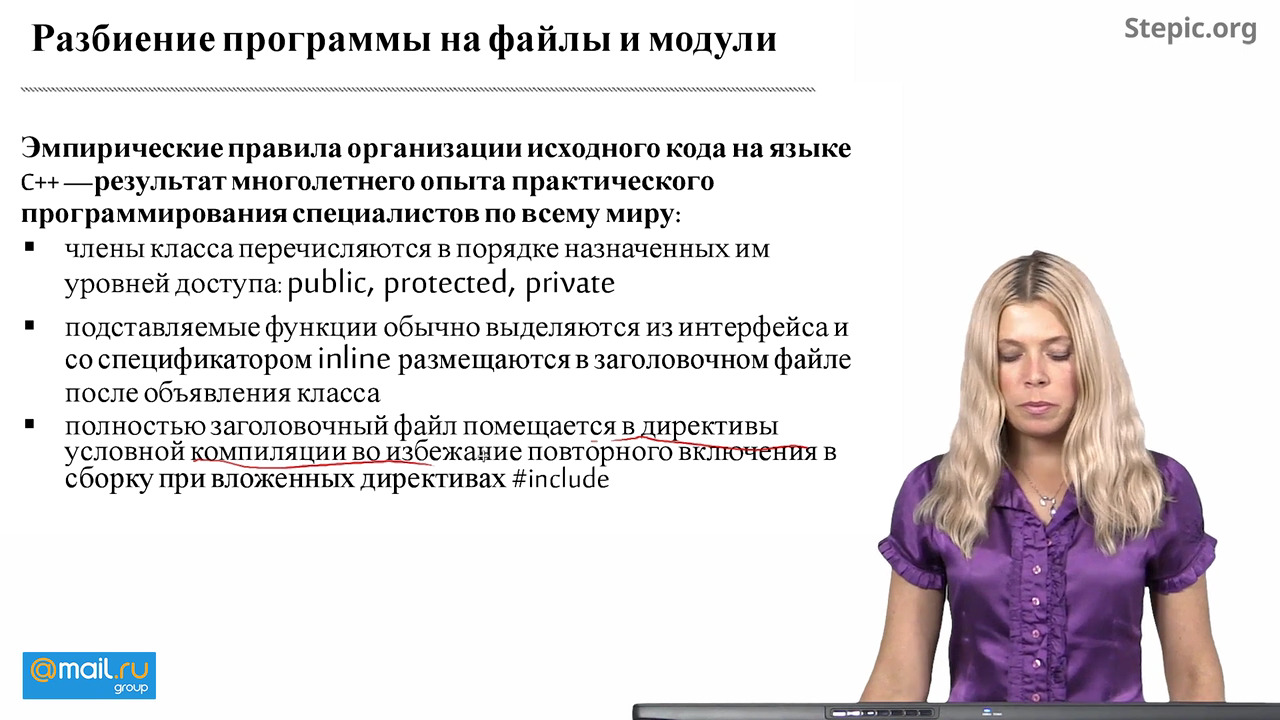 Разбиение программы на файлы и модули
Stepic.org
Эмпирические правила организации исходного кода на языке
C++ — результат многолетнего опыта практического
программирования специалистов по всему миру:
члены класса перечисляются в порядке назначенных им
уровней доступа: public, protected, private
подставляемые функции обычно выделяются из интерфейса и
со спецификатором inline размещаются в заголовочном файле
после объявления класса
полностью заголовочный файл помещается в директивы
условной компиляции во избежание повторного включения в
сборку при вложенных директивах #include
@mail.ru
group